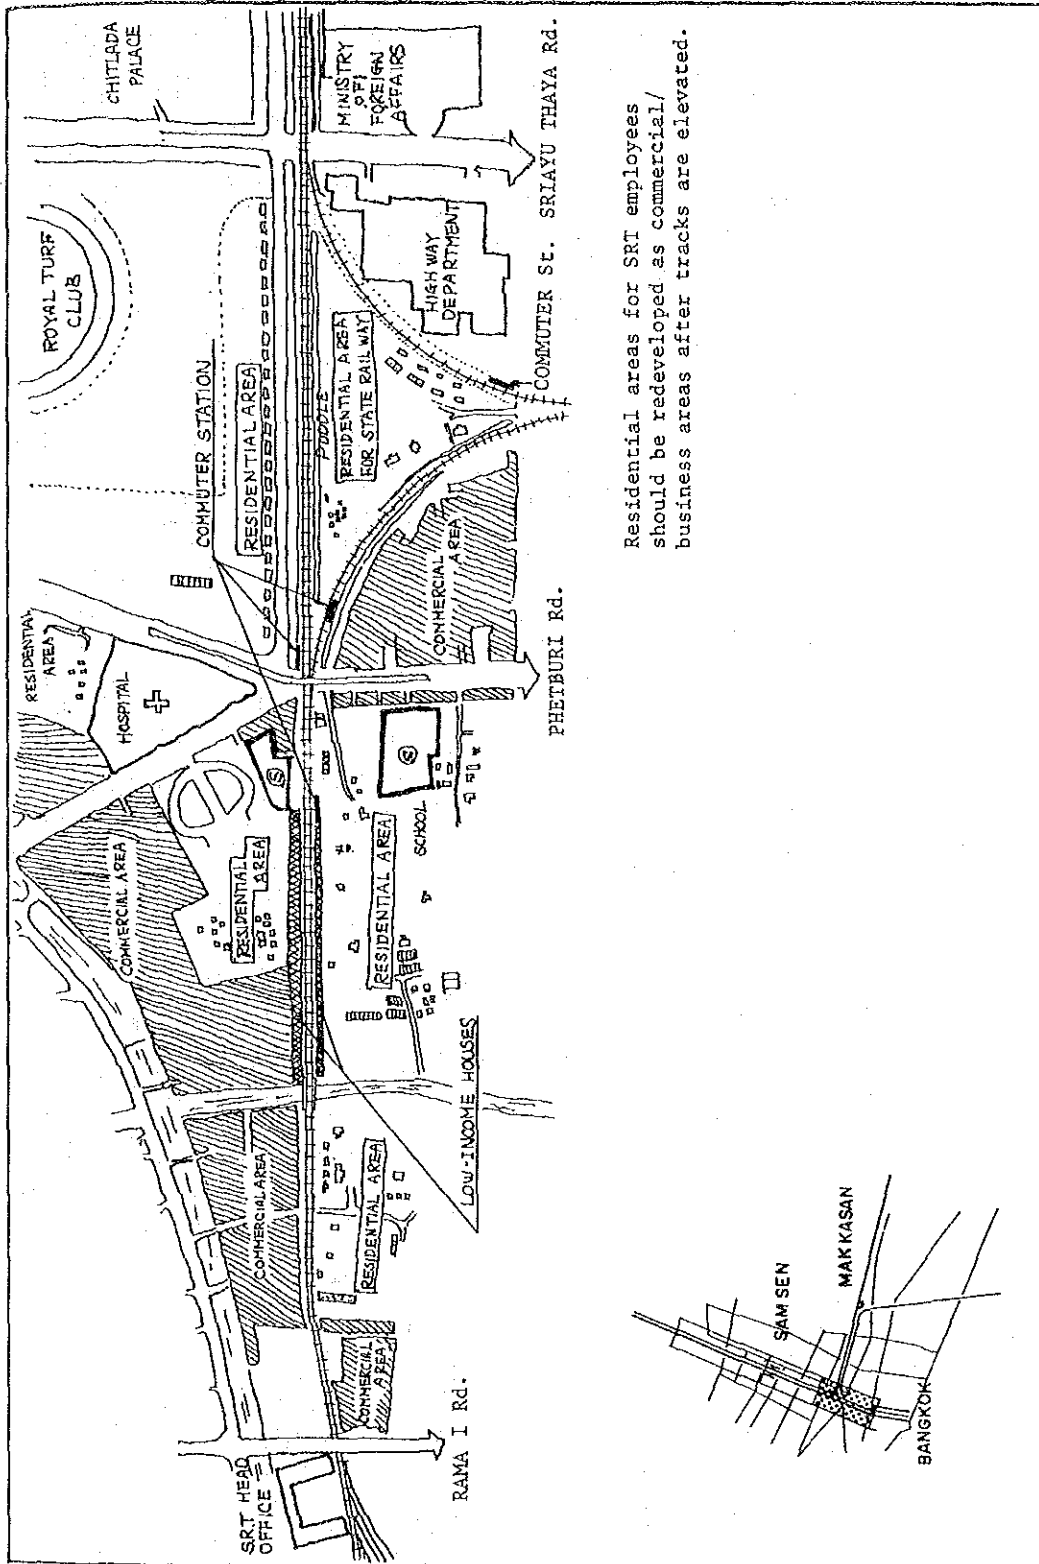 CHITLADA
PALACE
ROYAL TURF
CLUB
MINISTRY
OF
FOREIGN
AFFAIRS
SRIAYU THAYA Rd.
HIGHWAY
DEPARTMENT
COMMUTER STATION
RESIDENTIAL AREA
PUDDLE
RESIDENTIAL AREA
FOR STATE RAILWAY
COMMUTER St.
COMMERCIAL
AREA
RESIDENTIAL
AREA
HOSPITAL
PHETBURI Rd.
S
S
SCHOOL
COMMERCIAL AREA
RESIDENTIAL
AREA
RESIDENTIAL AREA
LOW-INCOME HOUSES
COMMERCIAL AREA
RESIDENTIAL AREA
COMMERCIAL
AREA
S.R.T HEAD
OFFICE
RAMA I Rd.
Residential areas for SRT employees
should be redeveloped as commercial/
business areas after tracks are elevated.
SAM SEN
MAKKASAN
BANGKOK